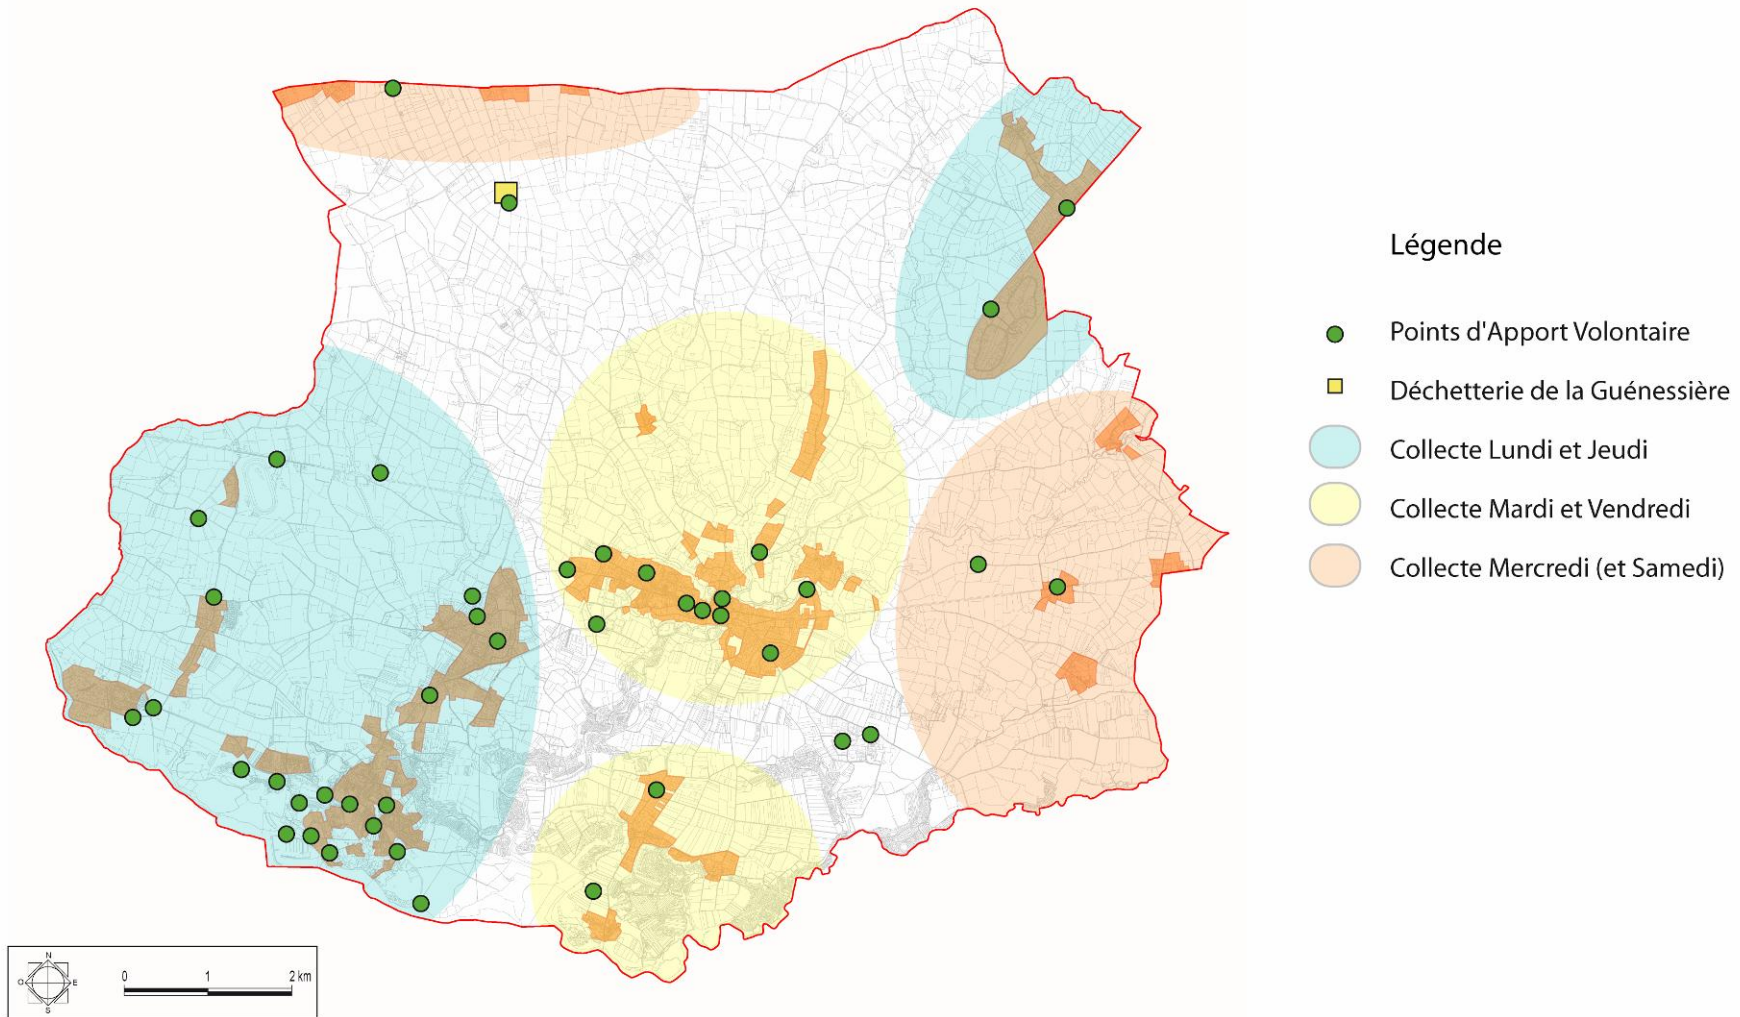 Légende
Points d'Apport Volontaire
Déchetterie de la Guénessière
Collecte Lundi et Jeudi
Collecte Mardi et Vendredi
Collecte Mercredi (et Samedi)
N
O E
S
0 1 2 km